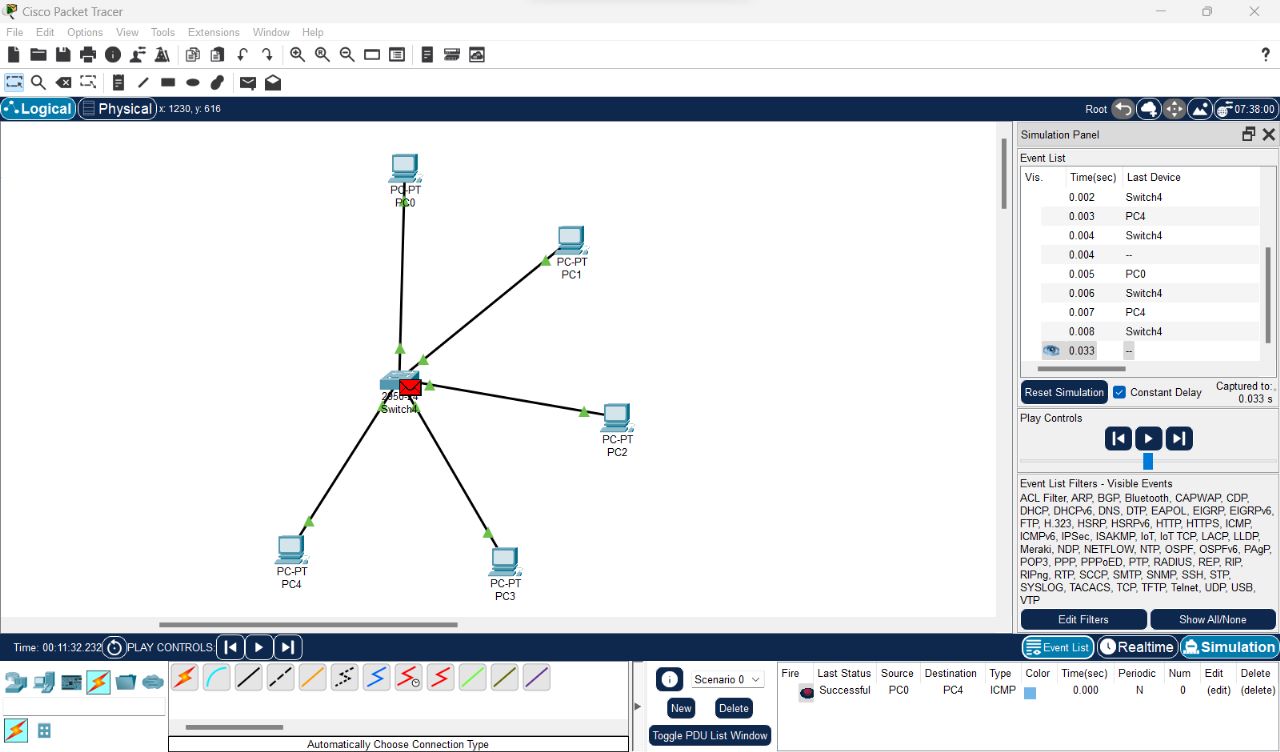 Cisco Packet Tracer
File Edit Options View Tools Extensions Window Help
?
Logical Physical x: 1230, y: 616
Root 07:38:00
PC-PT
PC0
PC-PT
PC1
Switch4
PC-PT
PC2
PC-PT
PC4
PC-PT
PC3
Simulation Panel
Event List
Vis. Time(sec) Last Device
0.002 Switch4
0.003 PC4
0.004 Switch4
0.004 --
0.005 PC0
0.006 Switch4
0.007 PC4
0.008 Switch4
0.033 --
Reset Simulation Constant Delay Captured to:
0.033 s
Play Controls
Event List Filters - Visible Events
ACL Filter, ARP, BGP, Bluetooth, CAPWAP, CDP,
DHCP, DHCPv6, DNS, DTP, EAPOL, EIGRP, EIGRPv6,
FTP, H.323, HSRP, HSRPv6, HTTP, HTTPS, ICMP,
ICMPv6, IPSec, ISAKMP, IoT, IoT TCP, LACP, LLDP,
Meraki, NDP, NETFLOW, NTP, OSPF, OSPFv6, PAgP,
POP3, PPP, PPPoED, PTP, RADIUS, REP, RIP,
RIPng, RTP, SCCP, SMTP, SNMP, SSH, STP,
SYSLOG, TACACS, TCP, TFTP, Telnet, UDP, USB,
VTP
Edit Filters Show All/None
Time: 00:11:32.232 PLAY CONTROLS:
Event List Realtime Simulation
Automatically Choose Connection Type
Scenario 0
New Delete
Toggle PDU List Window
Fire Last Status Source Destination Type Color Time(sec) Periodic Num Edit Delete
Successful PC0 PC4 ICMP 0.000 N 0 (edit) (delete)